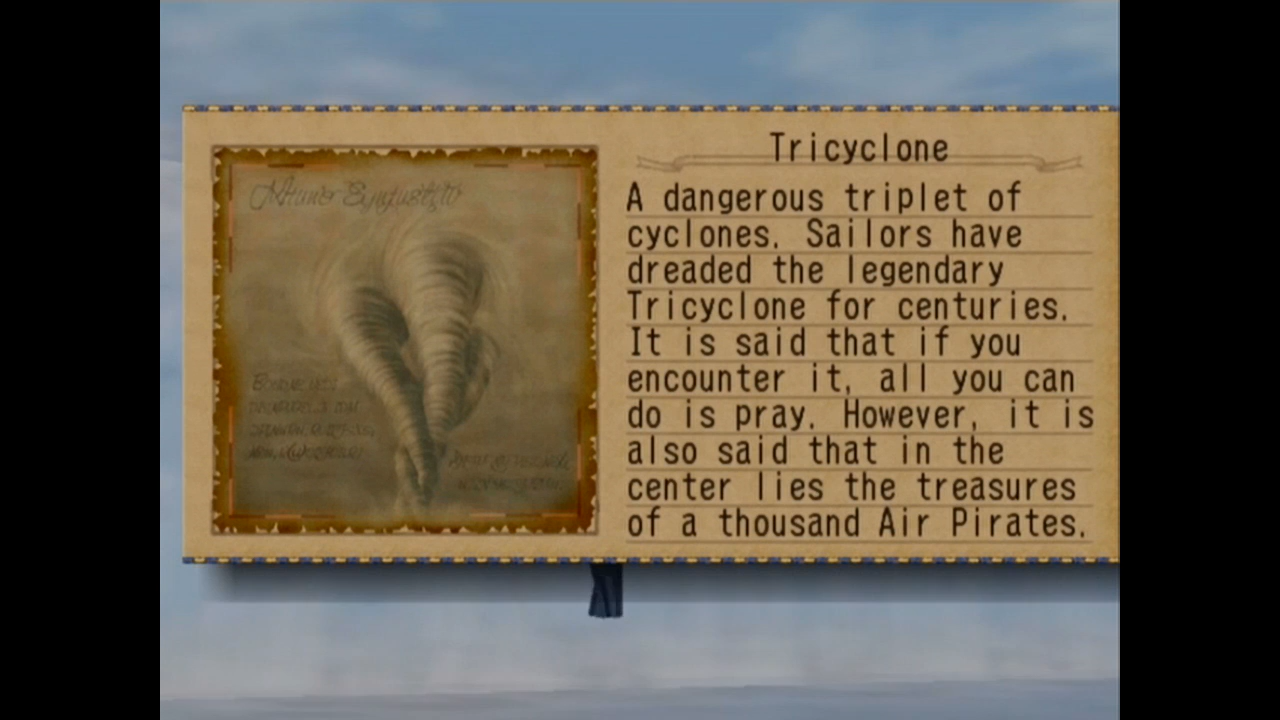 Tricyclone
A dangerous triplet of
cyclones. Sailors have
dreaded the legendary
Tricyclone for centuries.
It is said that if you
encounter it, all you can
do is pray. However, it is
also said that in the
center lies the treasures
of a thousand Air Pirates.